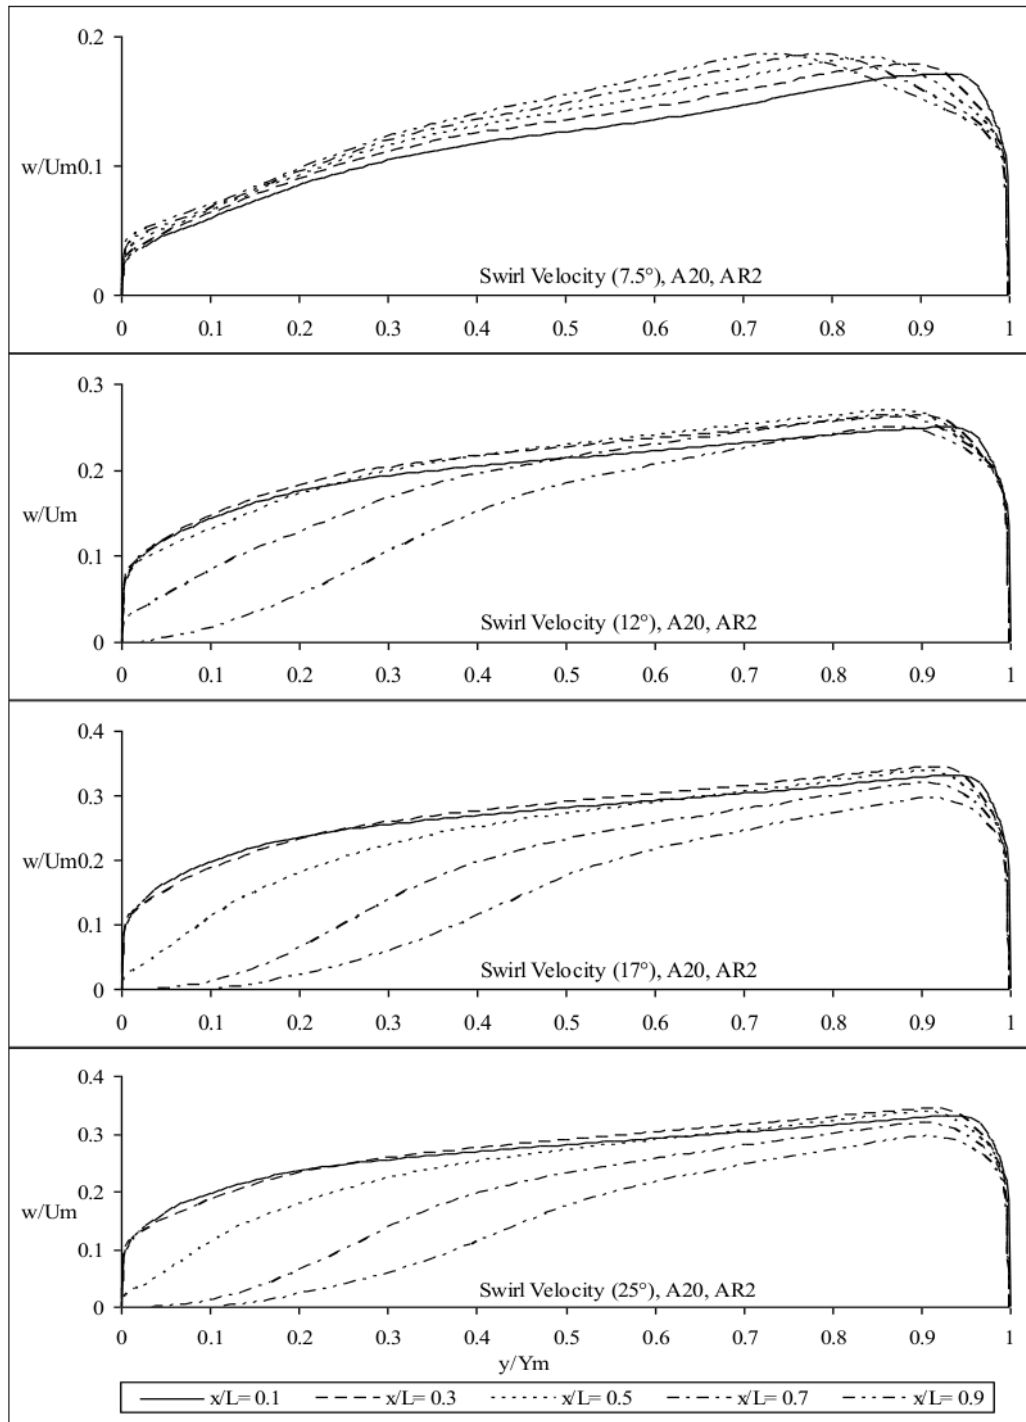 0.2
w/Um0.1
0
Swirl Velocity (7.5°), A20, AR2
0 0.1 0.2 0.3 0.4 0.5 0.6 0.7 0.8 0.9 1
0.3
0.2
w/Um
0.1
0
Swirl Velocity (12°), A20, AR2
0 0.1 0.2 0.3 0.4 0.5 0.6 0.7 0.8 0.9 1
0.4
0.3
w/Um0.2
0.1
0
Swirl Velocity (17°), A20, AR2
0 0.1 0.2 0.3 0.4 0.5 0.6 0.7 0.8 0.9 1
0.4
0.3
0.2
w/Um
0.1
0
Swirl Velocity (25°), A20, AR2
0 0.1 0.2 0.3 0.4 0.5 0.6 0.7 0.8 0.9 1
y/Ym
x/L= 0.1 x/L= 0.3 x/L= 0.5 x/L= 0.7 x/L= 0.9